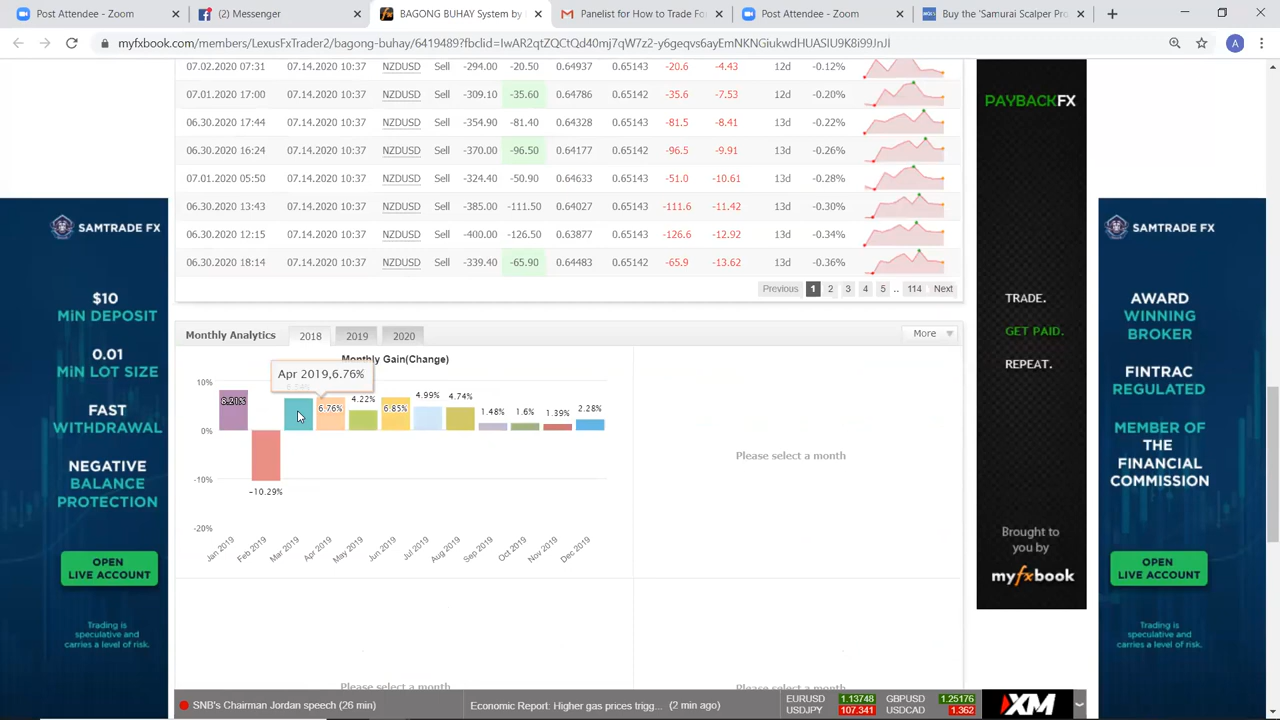 Post Attendee - Zoom
(2) Messenger
BAGONG BUHAY System by
Panelist for How to Trade Fo
Post Attendee - Zoom
Buy the 'Samurai Scalper Pro
A
myfxbook.com/members/LexusFxTrader2/bagong-buhay/6419489?fbclid=IwAR2qtZQCtQd40mj7qW7z2-y6geqvs6ayEmNKNGiukwdHUASIU9K8i99JnJI
07.02.2020 07:31 07.14.2020 10:37 NZDUSD Sell -294.00 -20.50 0.64937 0.65143 -20.6 -4.43 12d -0.12%
07.01.2020 17:00 07.14.2020 10:37 NZDUSD Sell -309.10 -35.60 0.64786 0.65142 -35.6 -7.53 12d -0.20%
06.30.2020 17:44 07.14.2020 10:37 NZDUSD Sell -354.90 -81.40 0.64327 0.65142 -81.5 -8.41 13d -0.22%
06.30.2020 16:24 07.14.2020 10:37 NZDUSD Sell -370.00 -96.50 0.64177 0.65142 -96.5 -9.91 13d -0.26%
07.01.2020 05:50 07.14.2020 10:37 NZDUSD Sell -324.40 -50.90 0.64633 0.65143 -51.0 -10.61 13d -0.28%
06.30.2020 13:43 07.14.2020 10:37 NZDUSD Sell -385.00 -111.50 0.64027 0.65143 -111.6 -11.42 13d -0.30%
06.30.2020 12:15 07.14.2020 10:37 NZDUSD Sell -400.00 -126.50 0.63877 0.65143 -126.6 -12.92 13d -0.34%
06.30.2020 18:14 07.14.2020 10:37 NZDUSD Sell -339.40 -65.90 0.64483 0.65142 -65.9 -13.62 13d -0.36%
Previous 1 2 3 4 5 .. 114 Next
Monthly Analytics 2018 2019 2020 More
Monthly Gain(Change)
Apr 2019,6.76%
10%
0%
-10%
-20%
6.76%
4.22%
6.85%
4.99%
4.74%
1.48%
1.6%
1.39%
2.28%
-10.29%
Jan 2019
Feb 2019
Mar 2019
Jun 2019
Jul 2019
Aug 2019
Sep 2019
Oct 2019
Nov 2019
Dec 2019
Please select a month
Please select a month
Please select a month
SAMTRADE FX
$10
MiN DEPOSIT
0.01
MiN LOT SIZE
FAST
WITHDRAWAL
NEGATIVE
BALANCE
PROTECTION
OPEN
LIVE ACCOUNT
Trading is
speculative and
carries a level of risk.
PAYBACKFX
TRADE.
GET PAID.
REPEAT.
Brought to
you by
myfxbook
SAMTRADE FX
AWARD
WINNING
BROKER
FINTRAC
REGULATED
MEMBER OF
THE
FINANCIAL
COMMISSION
OPEN
LIVE ACCOUNT
Trading is
speculative and
carries a level of risk.
SNB's Chairman Jordan speaks (26 min)
Economic Report: Higher gas prices trigg... (2 min ago)
EURUSD 1.13748 GBPUSD 1.25176
USDJPY 107.341 USDCAD 1.362
XM